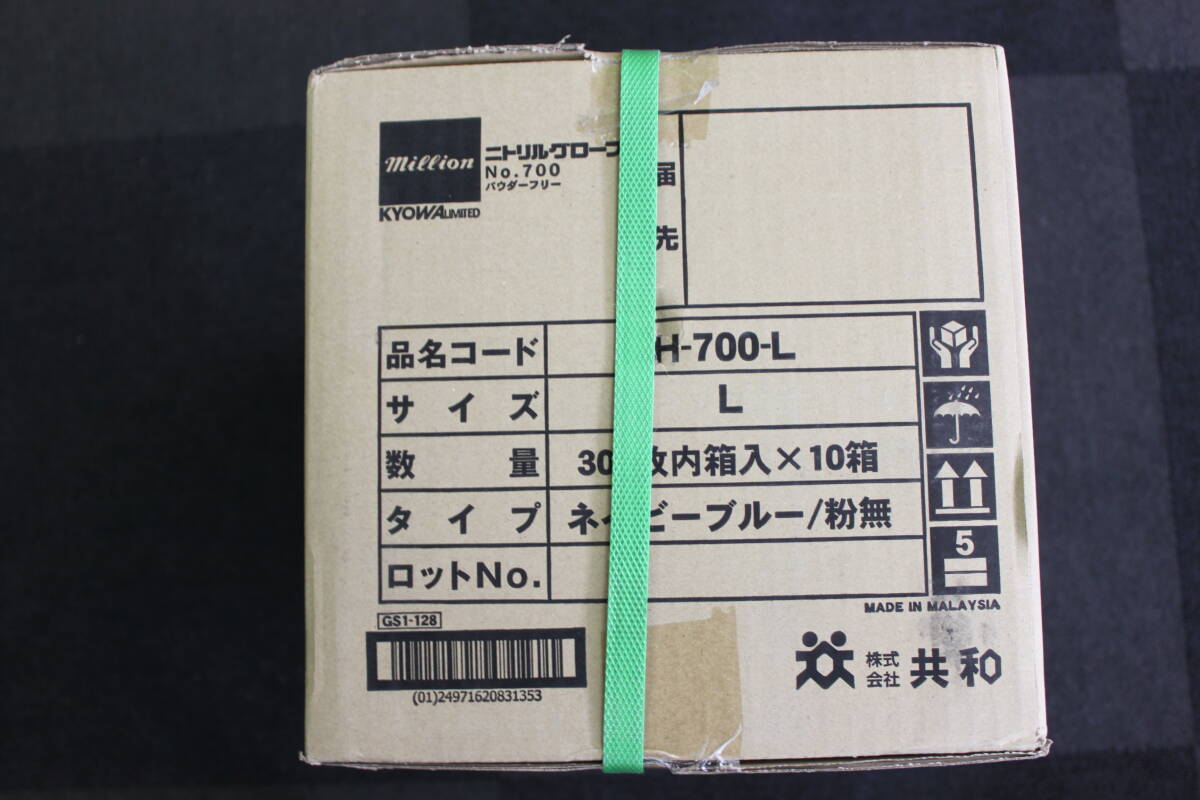 Million
ニトリルグローブ
No.700
パウダーフリー
KYOWA LIMITED
届
先
品名コード H-700-L
サイズ L
数量 30 枚内箱入×10箱
タイプ ネイビーブルー/粉無
ロットNo.
5
MADE IN MALAYSIA
GS1-128
(01)24971620831353
株式会社 共和